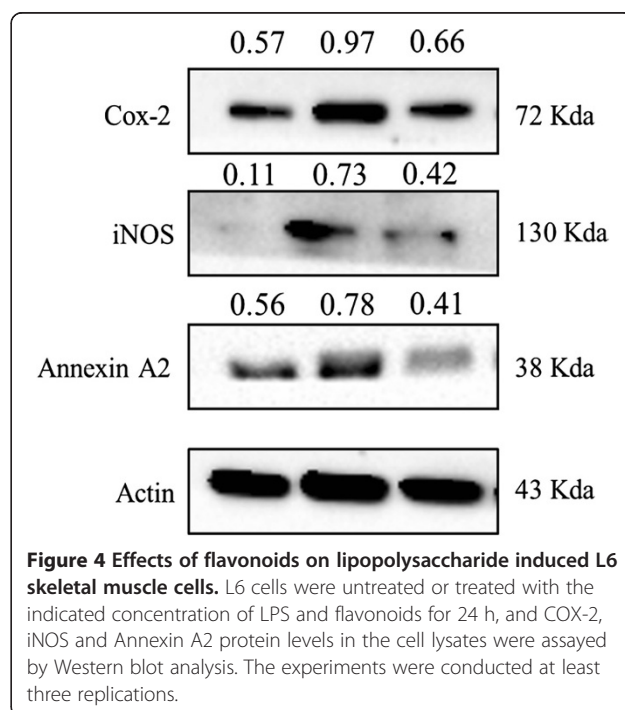 0.57 0.97 0.66
Cox-2 72 Kda
0.11 0.73 0.42
iNOS 130 Kda
0.56 0.78 0.41
Annexin A2 38 Kda
Actin 43 Kda
Figure 4 Effects of flavonoids on lipopolysaccharide induced L6
skeletal muscle cells. L6 cells were untreated or treated with the
indicated concentration of LPS and flavonoids for 24 h, and COX-2,
iNOS and Annexin A2 protein levels in the cell lysates were assayed
by Western blot analysis. The experiments were conducted at least
three replications.